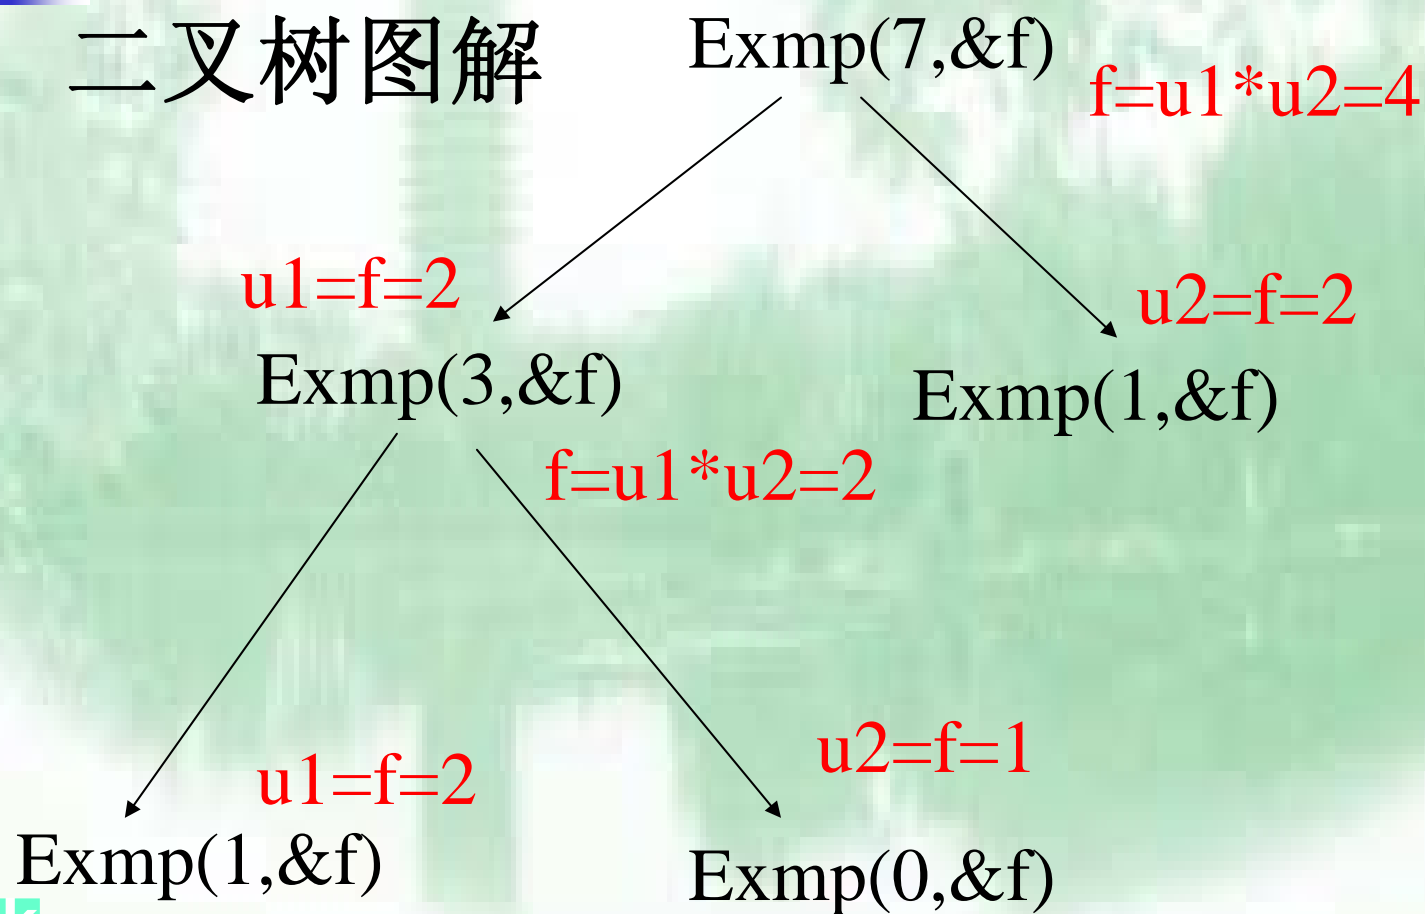 二叉树图解
Exmp(7,&f)
f=u1*u2=4
u1=f=2
u2=f=2
Exmp(3,&f)
Exmp(1,&f)
f=u1*u2=2
u1=f=2
u2=f=1
Exmp(1,&f)
Exmp(0,&f)